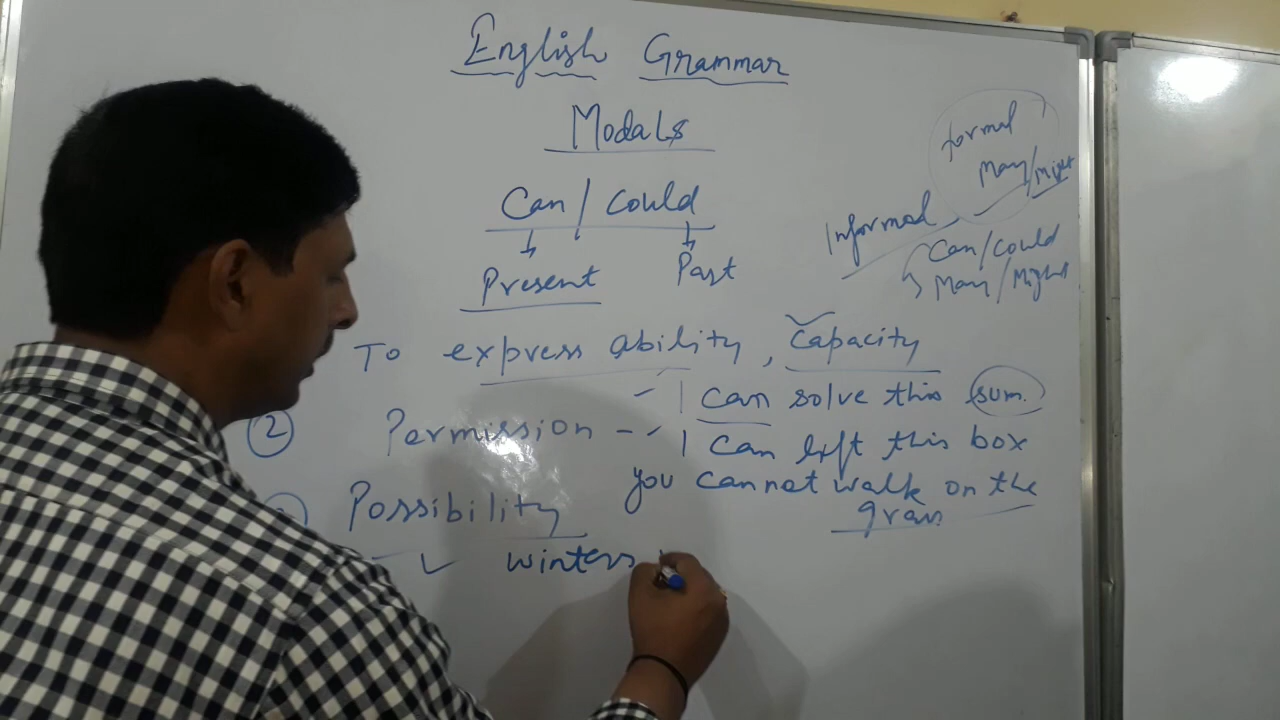 English Grammar
Modals
Can / Could
Present
Past
formal
May/Might
Informal
Can/Could
May/Might
To express ability, Capacity
I can solve this sum.
② Permission -
I can lift this box
you cannot walk on the
grass
Possibility
winters